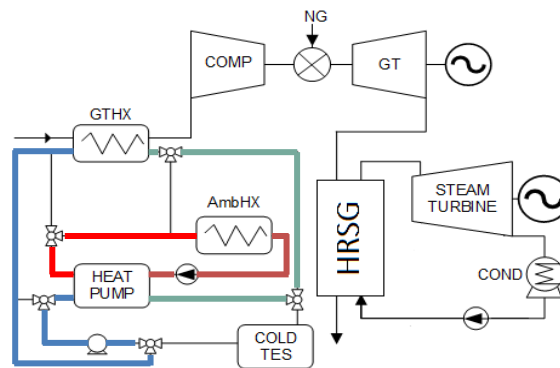 NG
COMP
GT
GTHX
AmbHX
STEAM
TURBINE
HRSG
HEAT
PUMP
COND
COLD
TES